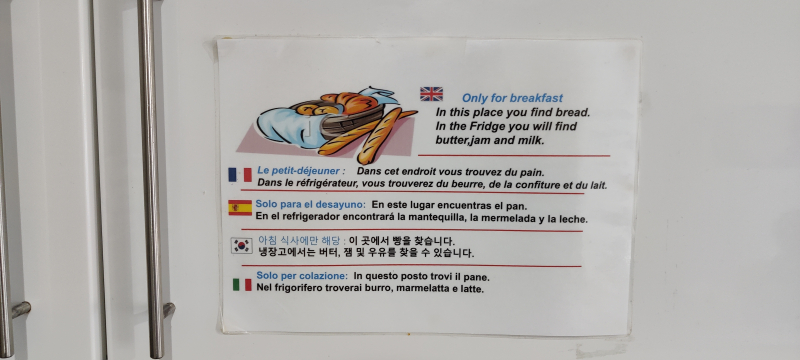 Only for breakfast
In this place you find bread.
In the Fridge you will find
butter,jam and milk.
Le petit-déjeuner : Dans cet endroit vous trouvez du pain.
Dans le réfrigérateur, vous trouverez du beurre, de la confiture et du lait.
Solo para el desayuno: En este lugar encuentras el pan.
En el refrigerador encontrará la mantequilla, la mermelada y la leche.
아침 식사에만 해당 : 이 곳에서 빵을 찾습니다.
냉장고에서는 버터, 잼 및 우유를 찾을 수 있습니다.
Solo per colazione: In questo posto trovi il pane.
Nel frigorifero troverai burro, marmelatta e latte.